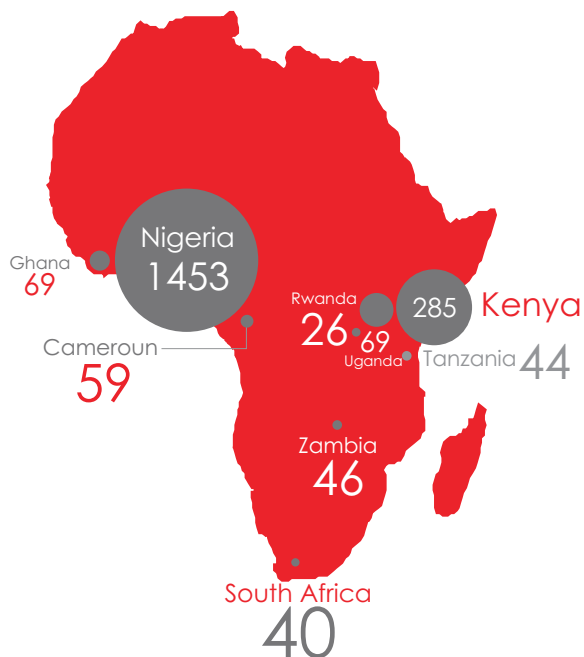 Nigeria
1453
Ghana
69
Rwanda
26
69
Uganda
285
Kenya
Cameroun
59
Tanzania
44
Zambia
46
South Africa
40